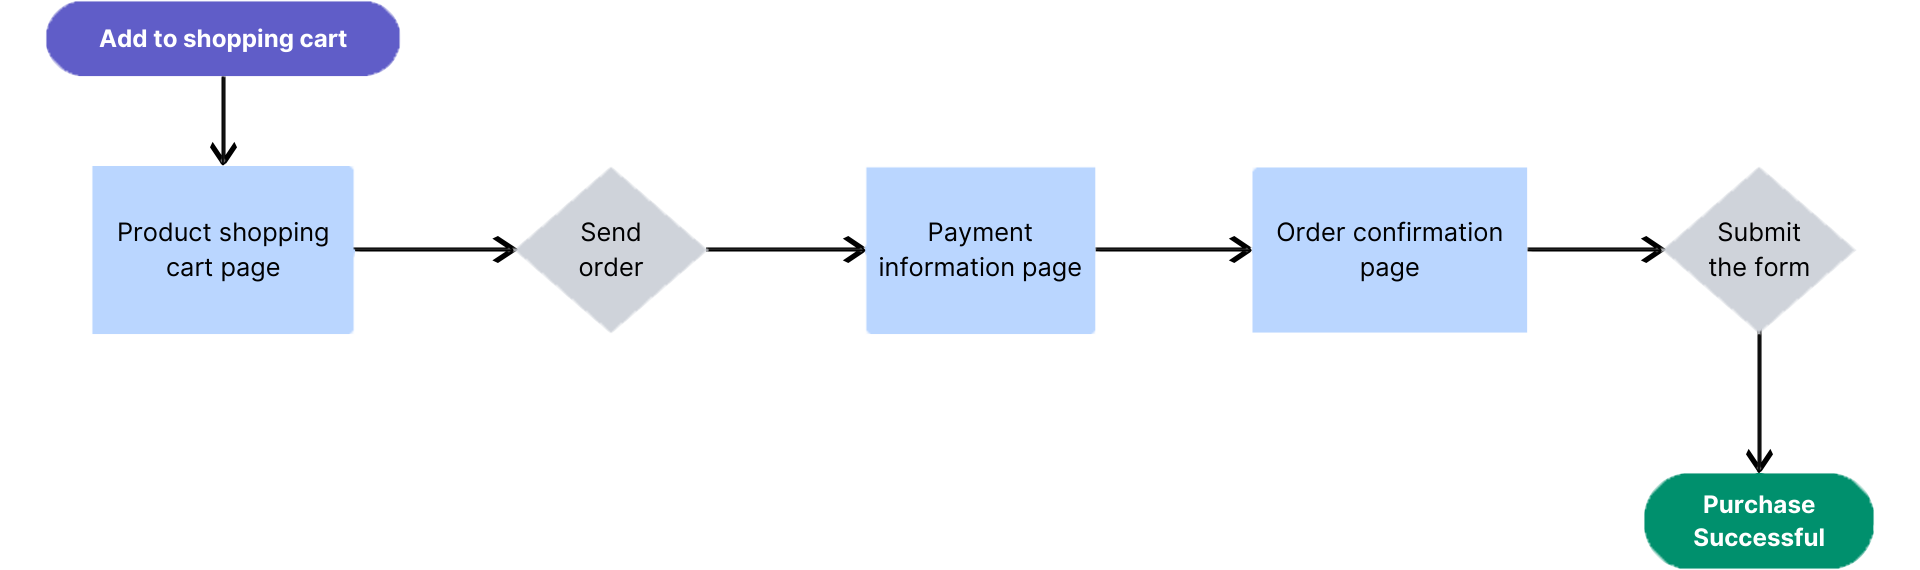 Add to shopping cart
Product shopping
cart page
Send
order
Payment
information page
Order confirmation
page
Submit
the form
Purchase
Successful